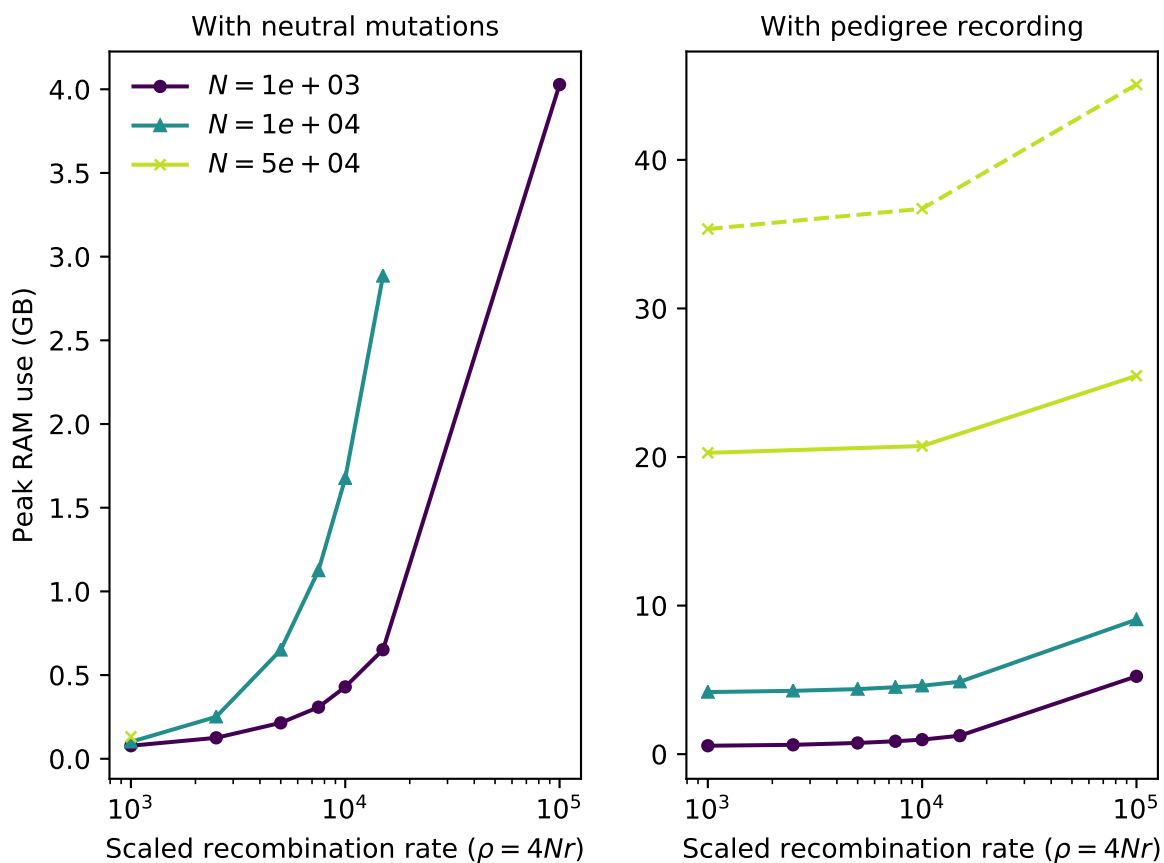 With neutral mutations
N = 1e + 03
N = 1e + 04
N = 5e + 04
Peak RAM use (GB)
4.0
3.5
3.0
2.5
2.0
1.5
1.0
0.5
0.0
10³ 10⁴ 10⁵
Scaled recombination rate (ρ = 4Nr)
With pedigree recording
40
30
20
10
0
10³ 10⁴ 10⁵
Scaled recombination rate (ρ = 4Nr)